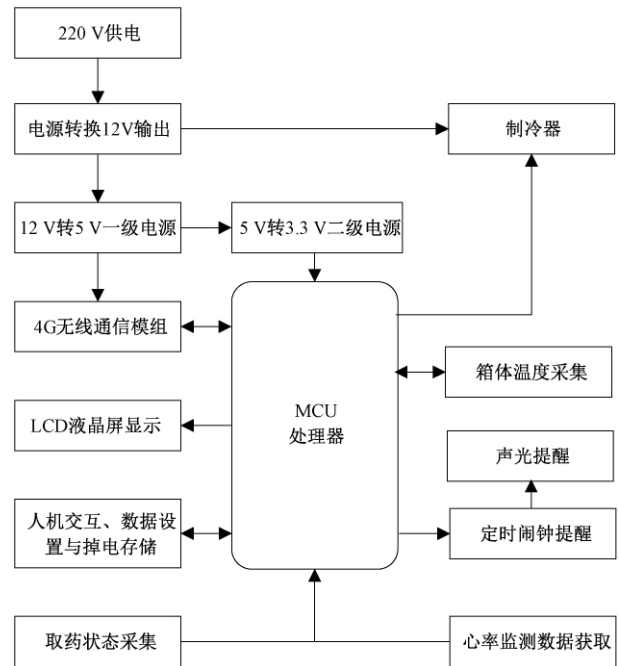 220 V供电
电源转换12V输出
制冷器
12 V转5 V一级电源
5 V转3.3 V二级电源
4G无线通信模组
箱体温度采集
MCU
处理器
LCD液晶屏显示
声光提醒
人机交互、数据设
置与掉电存储
定时闹钟提醒
取药状态采集
心率监测数据获取